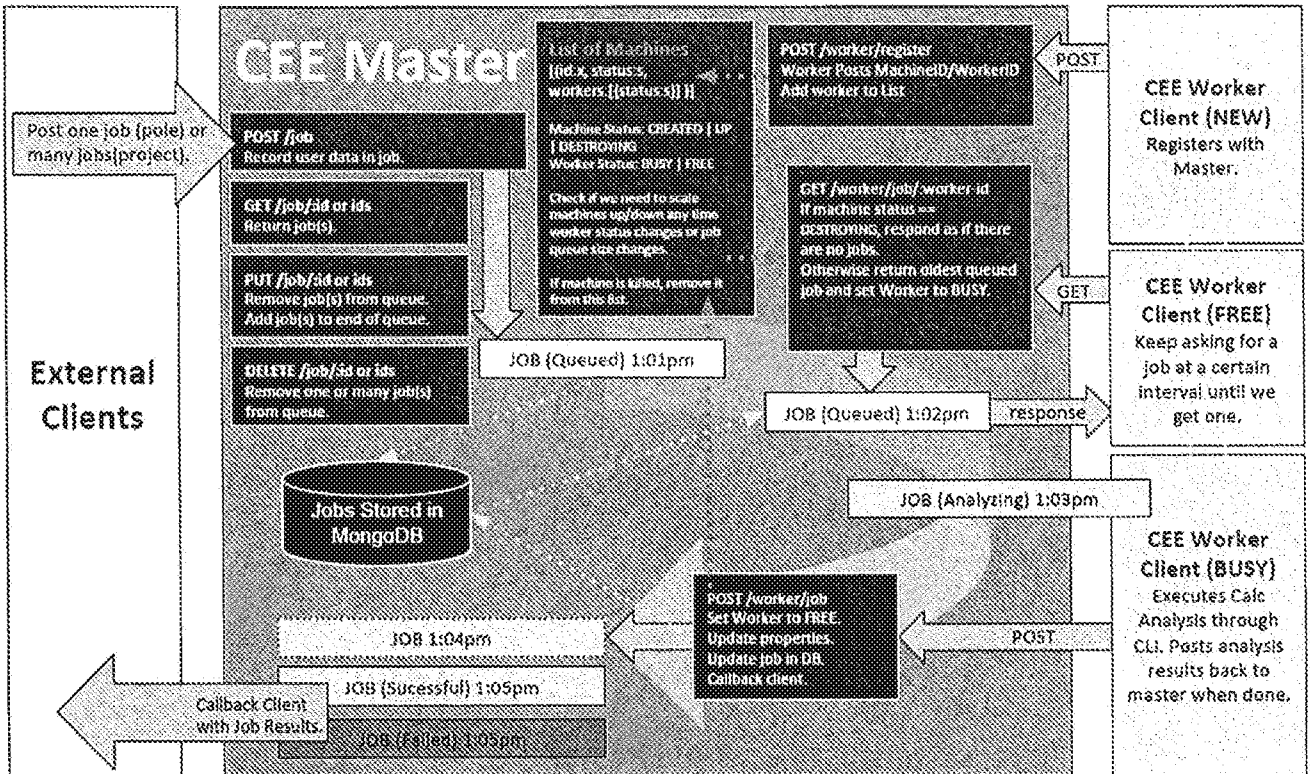 CEE Master
External
Clients
Post one job (pole) or
many jobs(project).
POST /job
Record user data in job.
GET /job/:id or ids
Return job(s)
PUT /job/:id or ids
Remove job(s) from queue.
Add job(s) to end of queue.
DELETE /job/:id or ids
Remove one or many job(s)
from queue.
List of Machines
[{id:x, status:s,
workers:[{status:s}] }]
Machine Status: CREATED | UP
| DESTROYING
Worker Status: BUSY | FREE
Check if we need to scale
machines up/down any time
worker status changes or job
queue size changes.
If machine is failed, remove it
from this list.
JOB (Queued) 1:01pm
POST /worker/register
Worker Posts MachineID/WorkerID
Add worker to List
POST
CEE Worker
Client (NEW)
Registers with
Master.
GET /worker/job/:worker-id
If machine status ==
DESTROYING, respond as if there
are no jobs.
Otherwise return oldest queued
job and set Worker to BUSY.
GET
CEE Worker
Client (FREE)
Keep asking for a
job at a certain
interval until we
get one.
JOB (Queued) 1:02pm
response
JOB (Analyzing) 1:03pm
Jobs Stored in
MongoDB
CEE Worker
Client (BUSY)
Executes Calc
Analysis through
CLI. Posts analysis
results back to
master when done.
POST
POST /worker/job
Set Worker to FREE.
Update properties.
Update job in DB.
Callback client.
JOB 1:04pm
JOB (Sucessful) 1:05pm
JOB (Failed) 1:05pm
Callback Client
with Job Results.